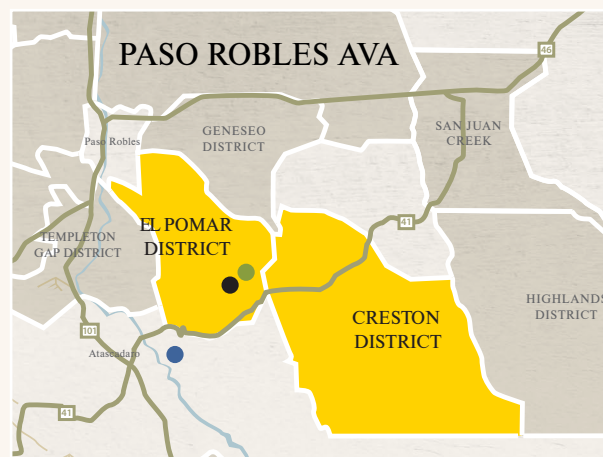 PASO ROBLES AVA
46
Paso Robles
GENESEO
DISTRICT
SAN JUAN
CREEK
41
EL POMAR
DISTRICT
TEMPLETON
GAP DISTRICT
HIGHLANDS
DISTRICT
CRESTON
DISTRICT
101
Atascadaro
41